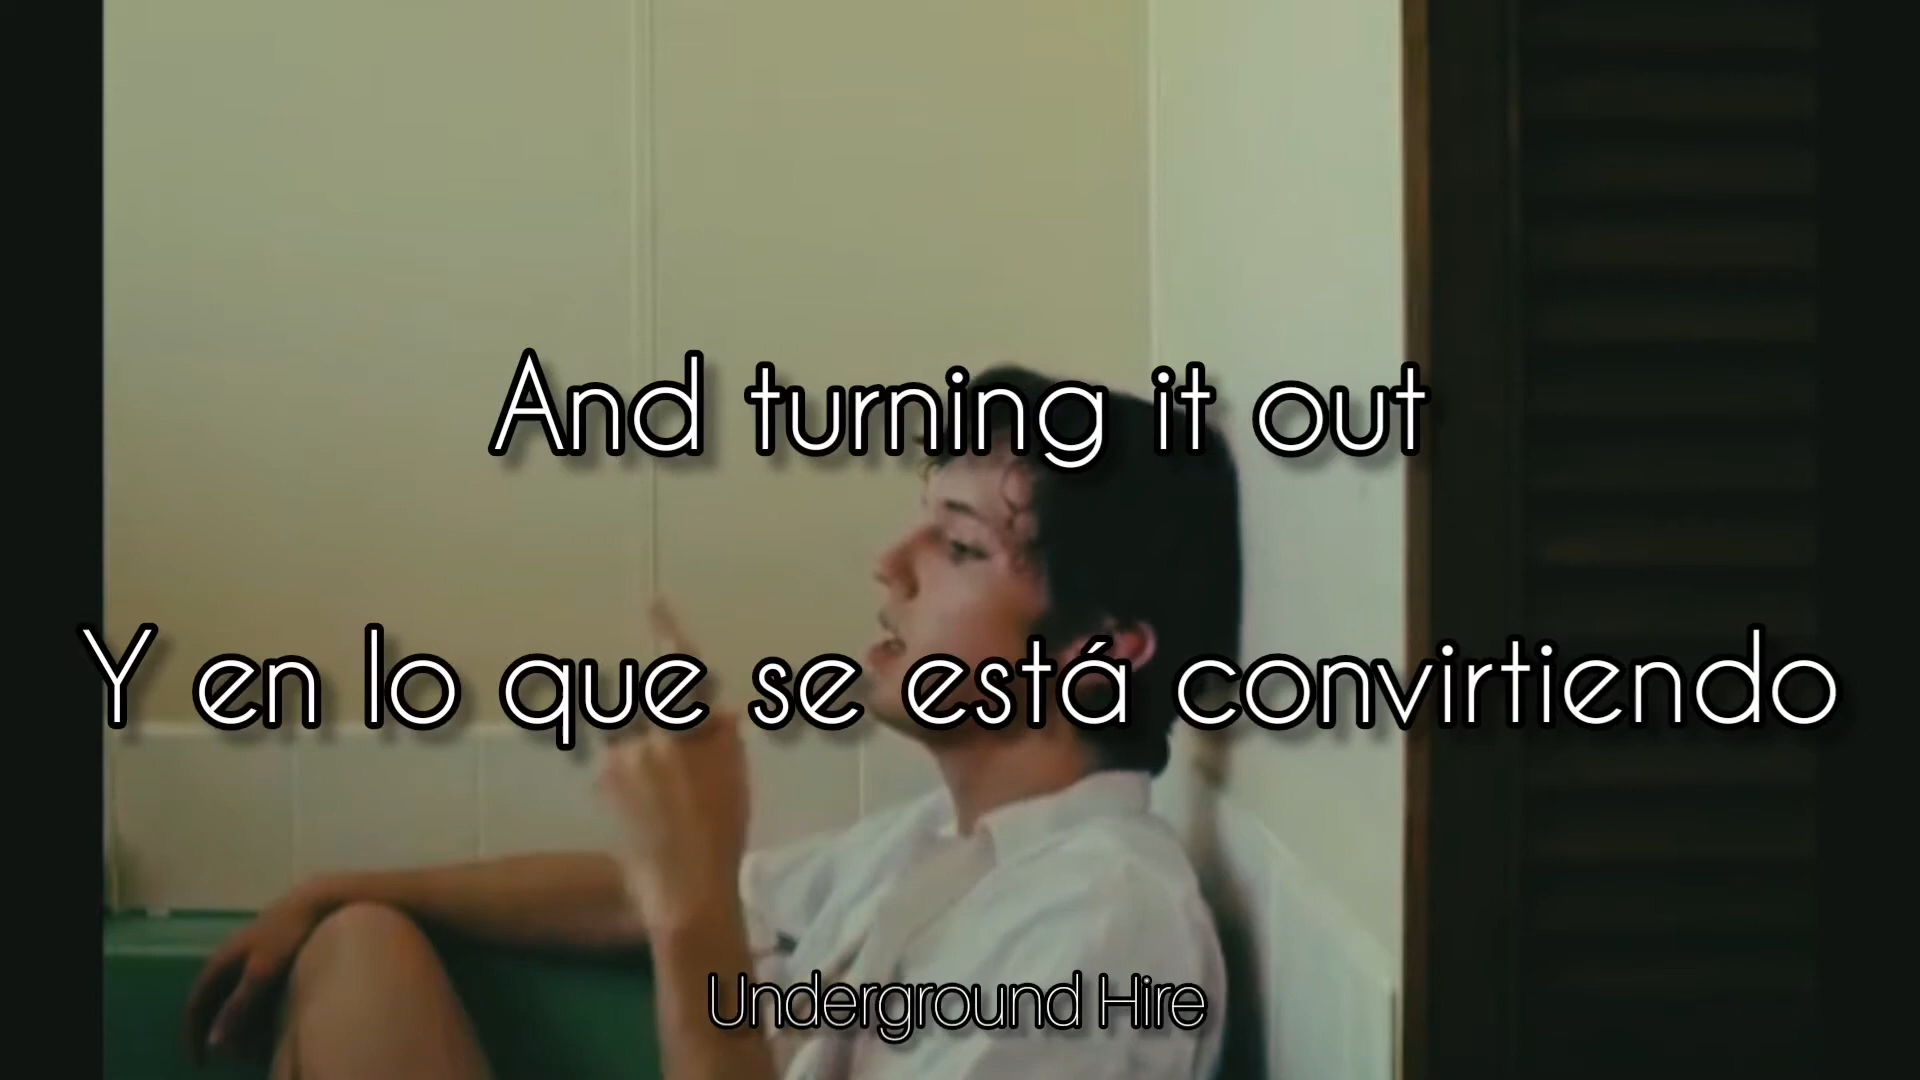 And turning it out
Y en lo que se está convirtiendo
Underground Hire